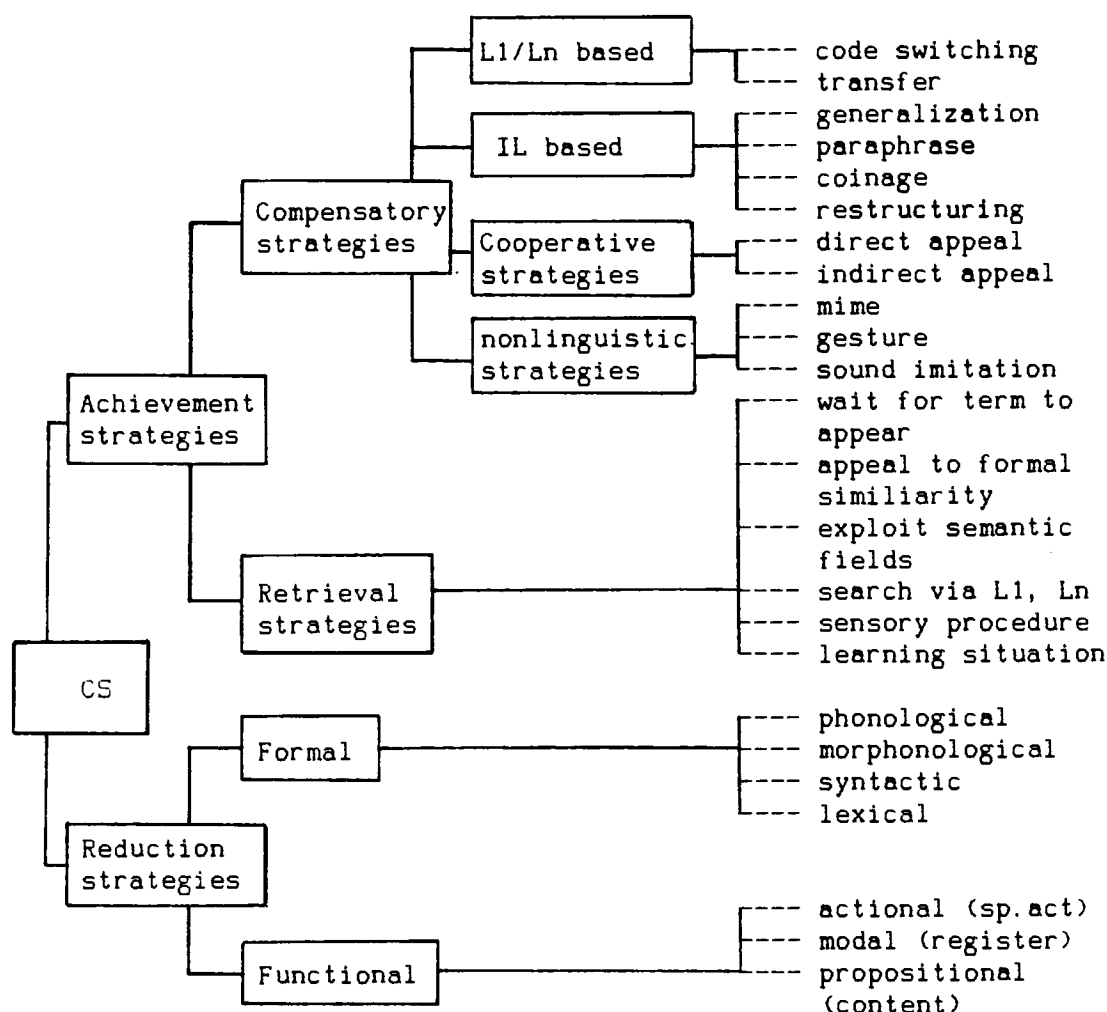 L1/Ln based
code switching
transfer
IL based
generalization
paraphrase
coinage
restructuring
Compensatory
strategies
Cooperative
strategies
direct appeal
indirect appeal
nonlinguistic
strategies
mime
gesture
sound imitation
Achievement
strategies
wait for term to
appear
appeal to formal
similiarity
exploit semantic
fields
Retrieval
strategies
search via L1, Ln
sensory procedure
learning situation
CS
Formal
phonological
morphonological
syntactic
lexical
Reduction
strategies
Functional
actional (sp.act)
modal (register)
propositional
(content)